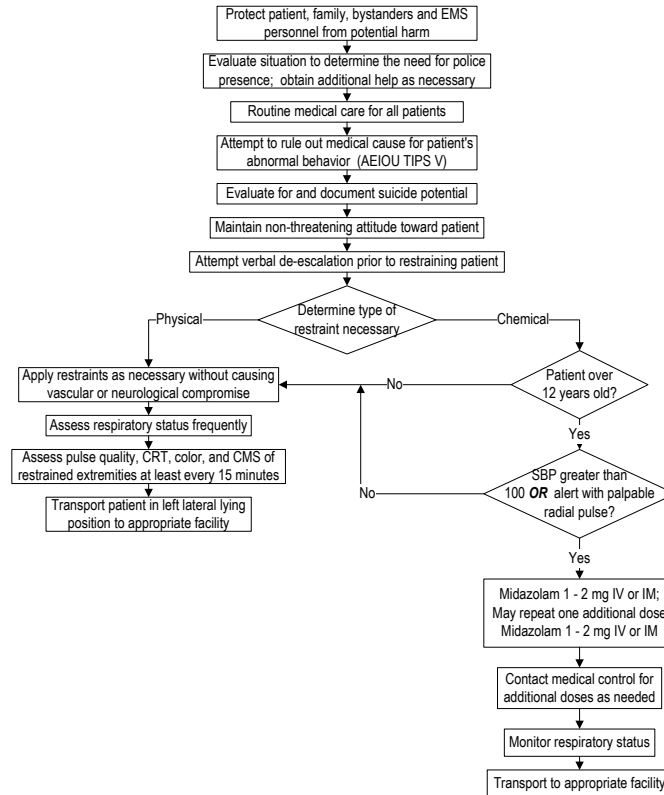 Protect patient, family, bystanders and EMS
personnel from potential harm
Evaluate situation to determine the need for police
presence; obtain additional help as necessary
Routine medical care for all patients
Attempt to rule out medical cause for patient's
abnormal behavior (AEIOU TIPS V)
Evaluate for and document suicide potential
Maintain non-threatening attitude toward patient
Attempt verbal de-escalation prior to restraining patient
Determine type of
restraint necessary
Physical
Chemical
Apply restraints as necessary without causing
vascular or neurological compromise
Assess respiratory status frequently
Assess pulse quality, CRT, color, and CMS of
restrained extremities at least every 15 minutes
Transport patient in left lateral lying
position to appropriate facility
Patient over
12 years old?
No
Yes
SBP greater than
100 OR alert with palpable
radial pulse?
No
Yes
Midazolam 1 - 2 mg IV or IM;
May repeat one additional dose
Midazolam 1 - 2 mg IV or IM
Contact medical control for
additional doses as needed
Monitor respiratory status
Transport to appropriate facility